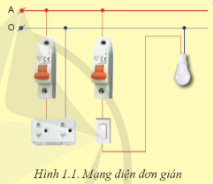 A
O
Hình 1.1. Mạng điện đơn giản